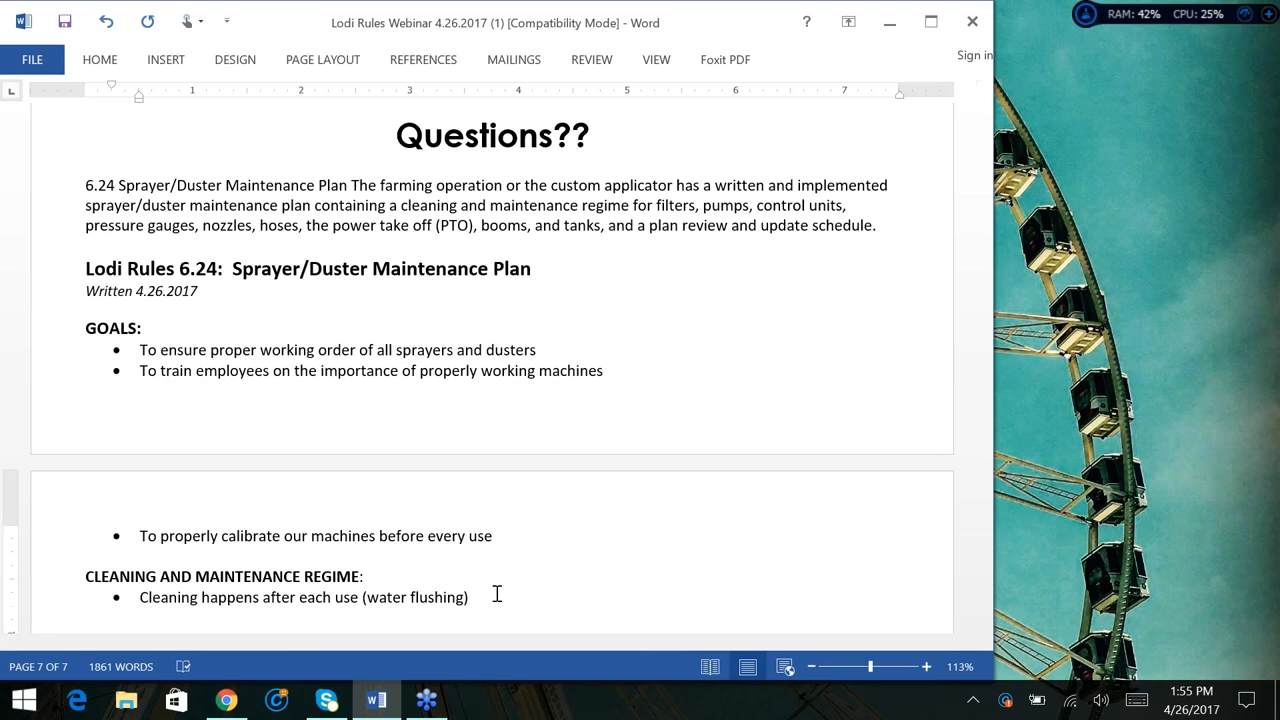 Lodi Rules Webinar 4.26.2017 (1) [Compatibility Mode] - Word
?
RAM: 42% CPU: 25%
FILE HOME INSERT DESIGN PAGE LAYOUT REFERENCES MAILINGS REVIEW VIEW Foxit PDF Sign in
1 2 3 4 5 6 7
Questions??
6.24 Sprayer/Duster Maintenance Plan The farming operation or the custom applicator has a written and implemented
sprayer/duster maintenance plan containing a cleaning and maintenance regime for filters, pumps, control units,
pressure gauges, nozzles, hoses, the power take off (PTO), booms, and tanks, and a plan review and update schedule.
Lodi Rules 6.24: Sprayer/Duster Maintenance Plan
Written 4.26.2017
GOALS:
• To ensure proper working order of all sprayers and dusters
• To train employees on the importance of properly working machines
• To properly calibrate our machines before every use
CLEANING AND MAINTENANCE REGIME:
• Cleaning happens after each use (water flushing)
PAGE 7 OF 7 1861 WORDS 113%
1:55 PM
4/26/2017